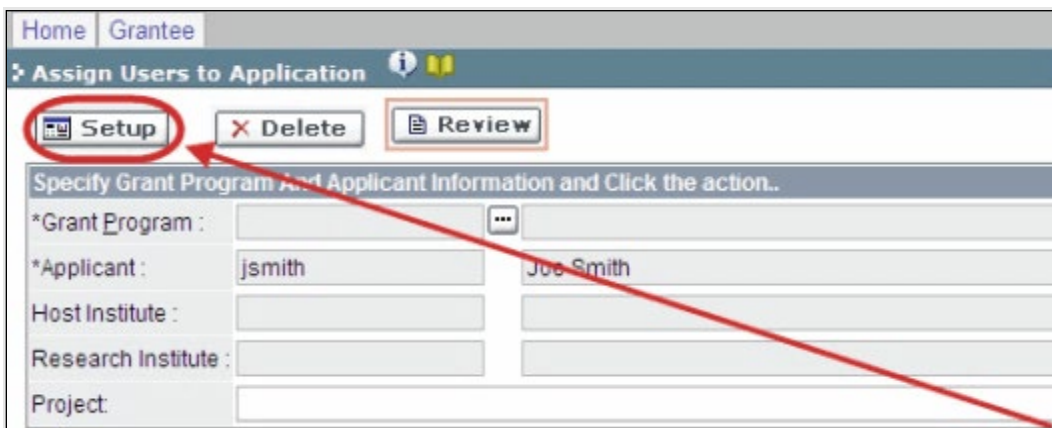 Home Grantee
Assign Users to Application
Setup Delete Review
Specify Grant Program And Applicant Information and Click the action..
*Grant Program : ...
*Applicant : jsmith Joe Smith
Host Institute :
Research Institute :
Project: